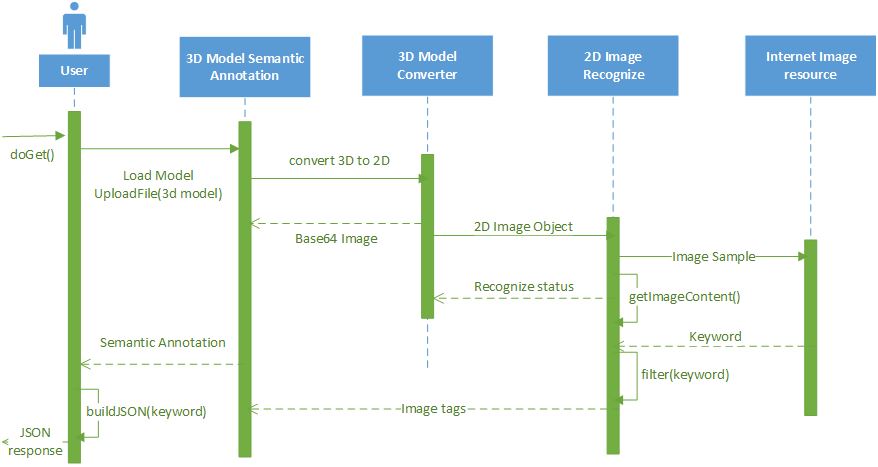 User
3D Model Semantic
Annotation
3D Model
Converter
2D Image
Recognize
Internet Image
resource
doGet()
Load Model
UploadFile(3d model)
convert 3D to 2D
Base64 Image
2D Image Object
Image Sample
Recognize status
getImageContent()
Keyword
Semantic Annotation
filter(keyword)
buildJSON(keyword)
Image tags
JSON
response